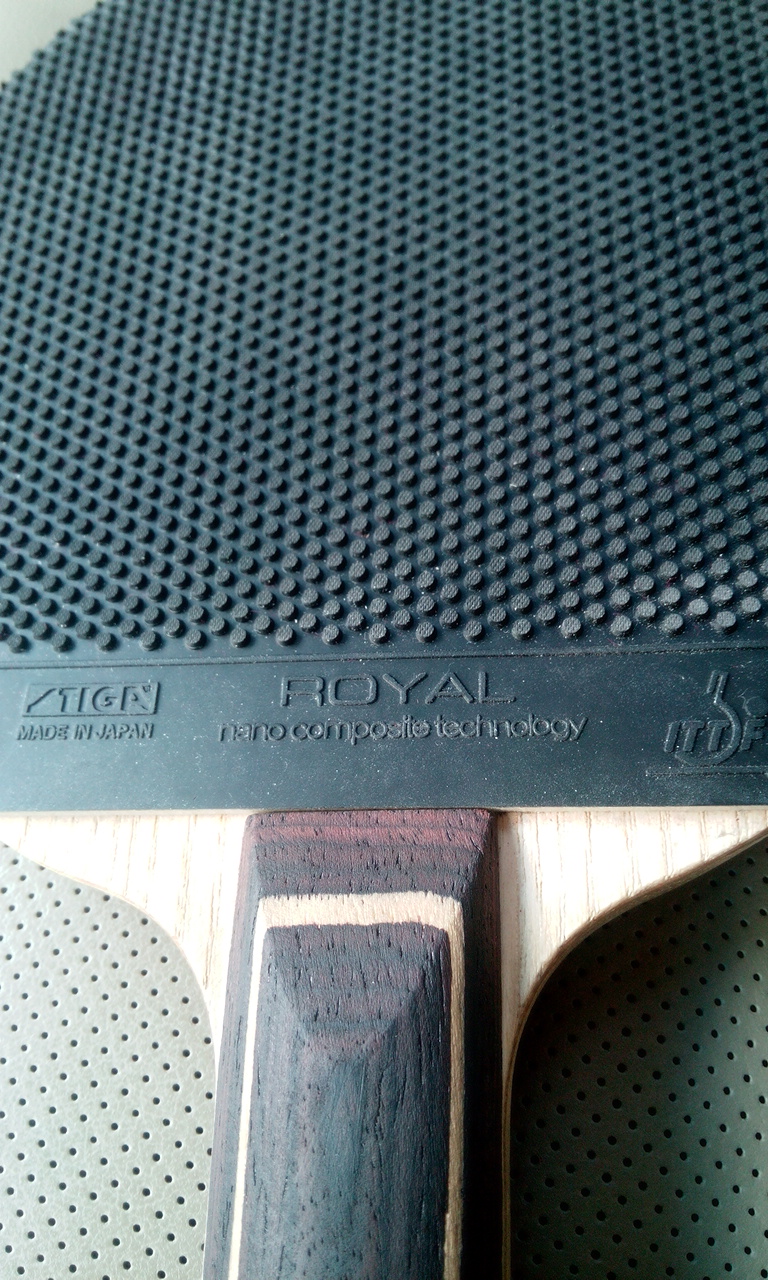 STIGA
MADE IN JAPAN
ROYAL
nano composite technology
ITTF